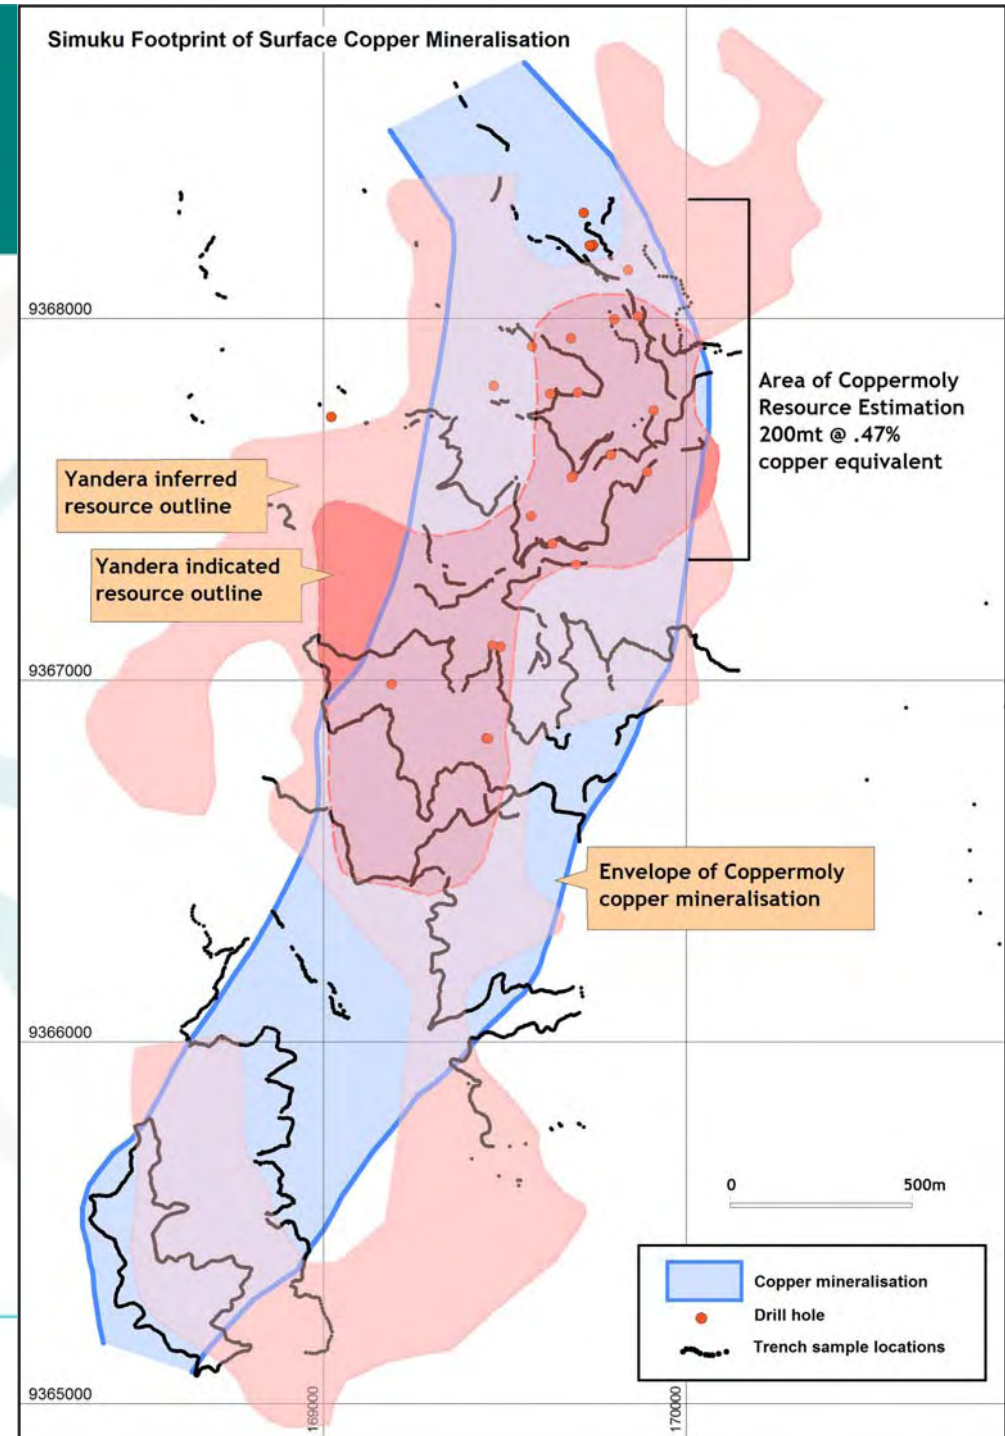 Simuku Footprint of Surface Copper Mineralisation
9368000
Area of Coppermoly
Resource Estimation
200mt @ .47%
copper equivalent
Yandera inferred
resource outline
Yandera indicated
resource outline
9367000
Envelope of Coppermoly
copper mineralisation
9366000
0 500m
Copper mineralisation
Drill hole
Trench sample locations
9365000
169000
170000